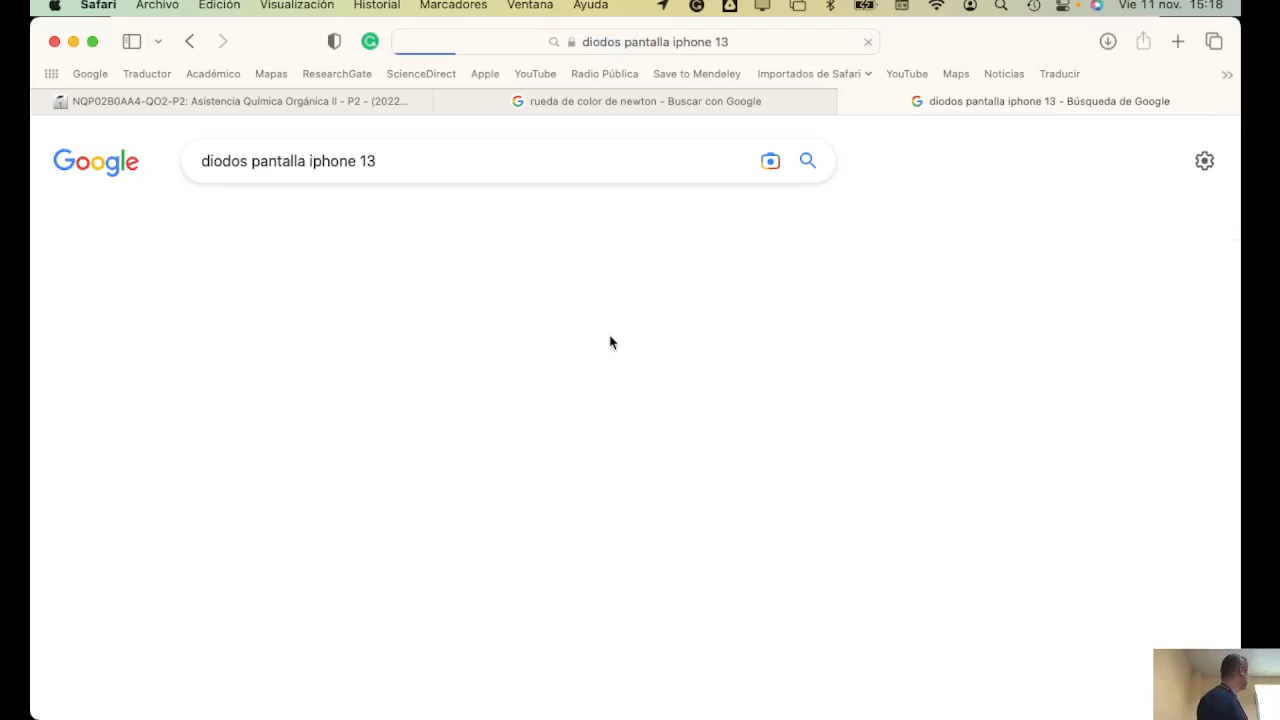 Safari Archivo Edición Visualización Historial Marcadores Ventana Ayuda Vie 11 nov. 15:18
diodos pantalla iphone 13
Google Traductor Académico Mapas ResearchGate ScienceDirect Apple YouTube Radio Pública Save to Mendeley Importados de Safari YouTube Maps Noticias Traducir
NQP02B0AA4-QO2-P2: Asistencia Química Orgánica II - P2 - (2022... rueda de color de newton - Buscar con Google diodos pantalla iphone 13 - Búsqueda de Google
Google diodos pantalla iphone 13